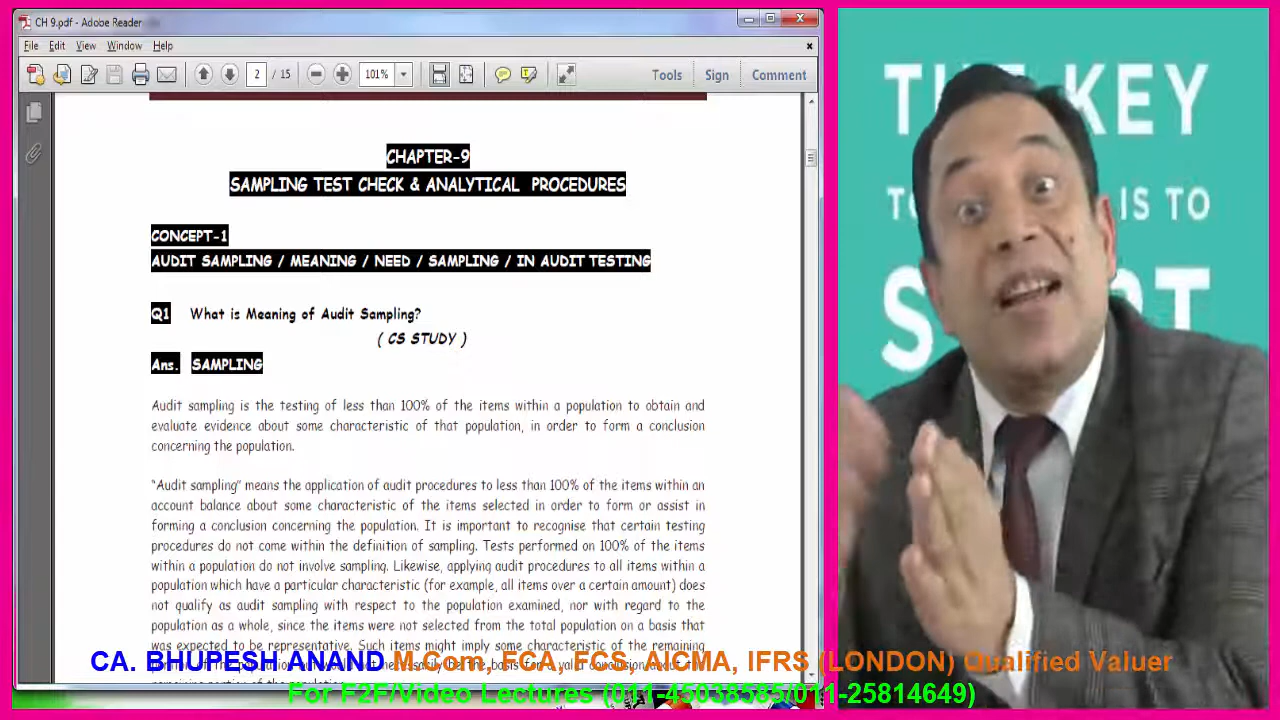 CH 9.pdf - Adobe Reader
File Edit View Window Help
2 / 15 101% Tools Sign Comment
CHAPTER-9
SAMPLING TEST CHECK & ANALYTICAL PROCEDURES
CONCEPT-1
AUDIT SAMPLING / MEANING / NEED / SAMPLING / IN AUDIT TESTING
Q1 What is Meaning of Audit Sampling?
( CS STUDY )
Ans. SAMPLING
Audit sampling is the testing of less than 100% of the items within a population to obtain and
evaluate evidence about some characteristic of that population, in order to form a conclusion
concerning the population.
"Audit sampling" means the application of audit procedures to less than 100% of the items within an
account balance about some characteristic of the items selected in order to form or assist in
forming a conclusion concerning the population. It is important to recognise that certain testing
procedures do not come within the definition of sampling. Tests performed on 100% of the items
within a population do not involve sampling. Likewise, applying audit procedures to all items within a
population which have a particular characteristic (for example, all items over a certain amount) does
not qualify as audit sampling with respect to the population examined, nor with regard to the
population as a whole, since the items were not selected from the total population on a basis that
was expected to be representative. Such items might imply some characteristic of the remaining
THE KEY
IS TO
CA. BHUPESH ANAND M.Com, FCA, FCS, AICMA, IFRS (LONDON) Qualified Valuer
For F2F/Video Lectures (011-45038585/011-25814649)